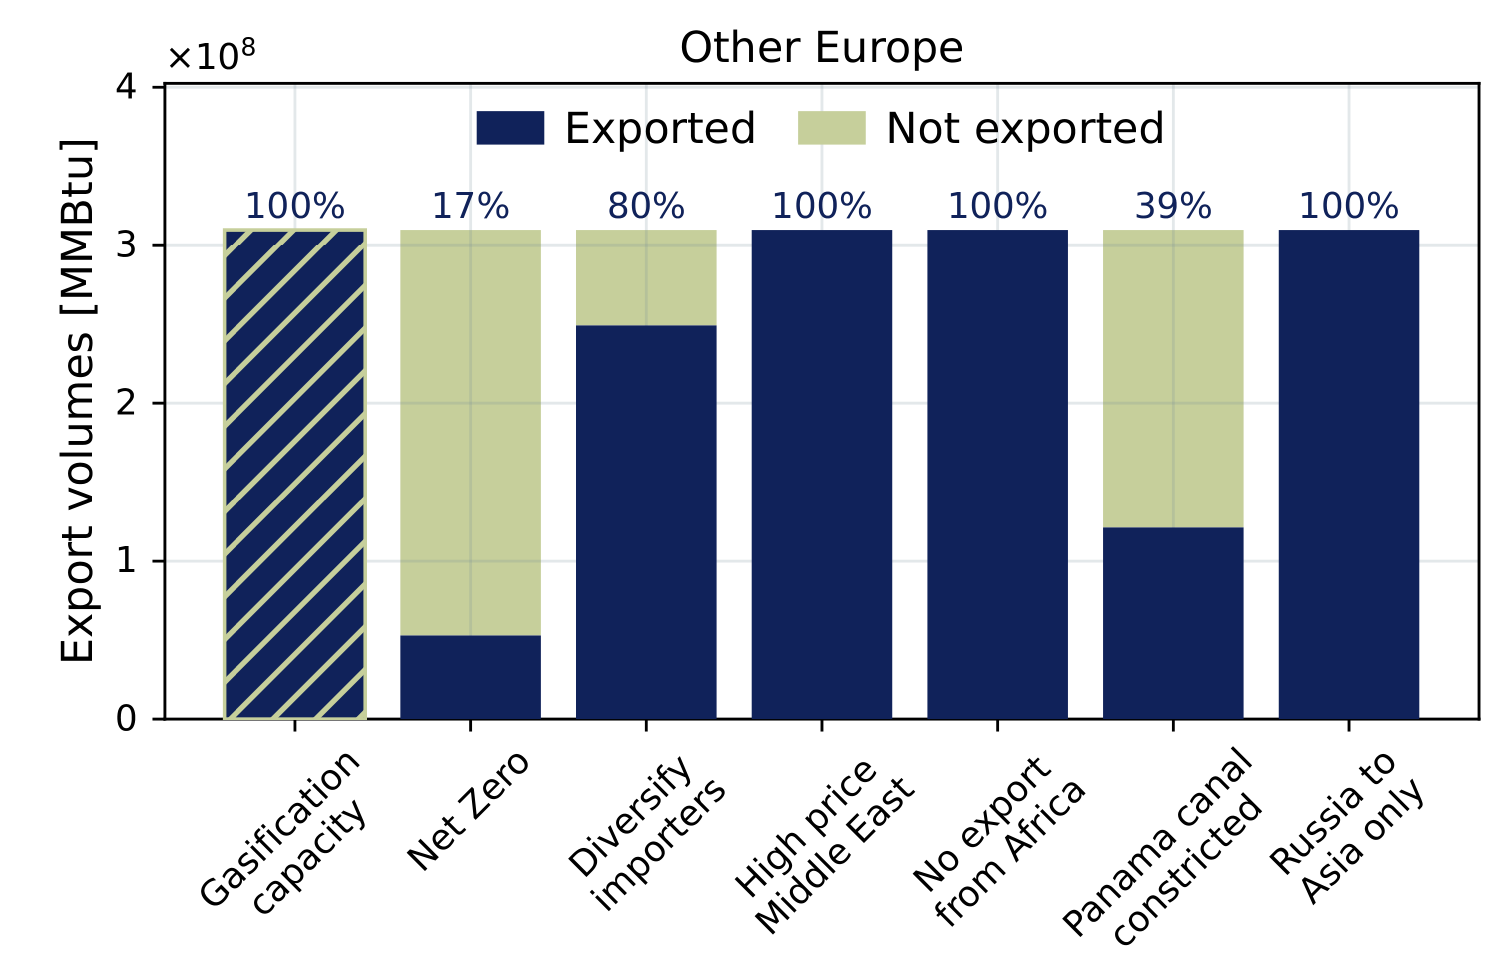 Other Europe
×10⁸
Export volumes [MMBtu]
4
3
2
1
0
Exported
Not exported
100%
17%
80%
100%
100%
39%
100%
Gasification
capacity
Net Zero
Diversify
importers
High price
Middle East
No export
from Africa
Panama canal
constricted
Russia to
Asia only